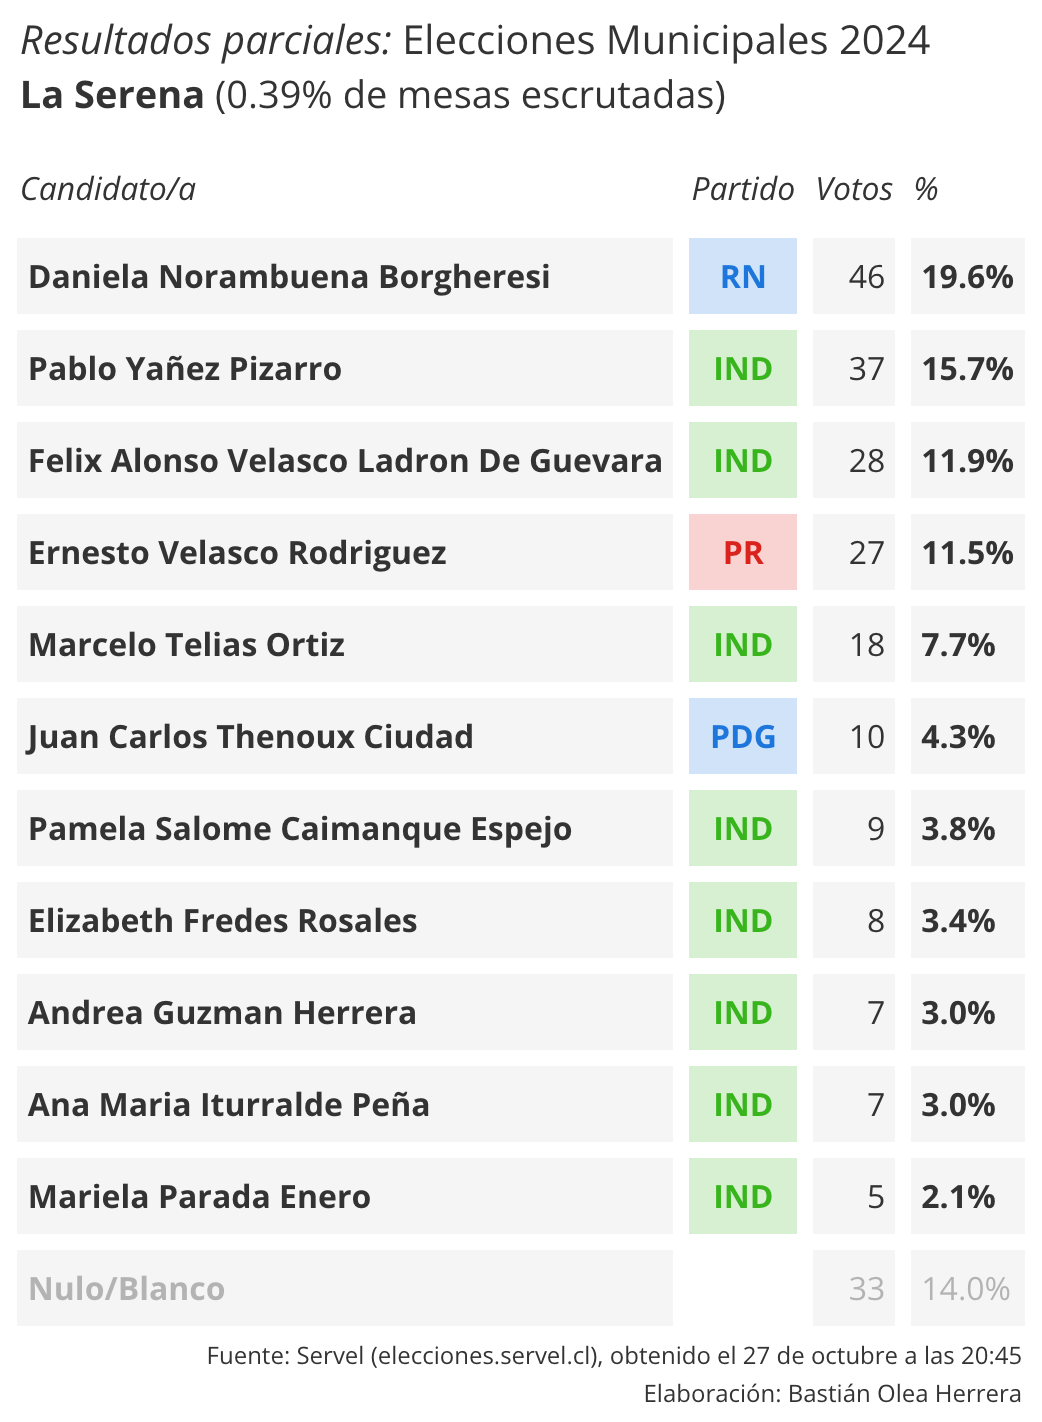 Resultados parciales: Elecciones Municipales 2024
La Serena (0.39% de mesas escrutadas)
Candidato/a Partido Votos %
Daniela Norambuena Borgheresi RN 46 19.6%
Pablo Yañez Pizarro IND 37 15.7%
Felix Alonso Velasco Ladron De Guevara IND 28 11.9%
Ernesto Velasco Rodriguez PR 27 11.5%
Marcelo Telias Ortiz IND 18 7.7%
Juan Carlos Thenoux Ciudad PDG 10 4.3%
Pamela Salome Caimanque Espejo IND 9 3.8%
Elizabeth Fredes Rosales IND 8 3.4%
Andrea Guzman Herrera IND 7 3.0%
Ana Maria Iturralde Peña IND 7 3.0%
Mariela Parada Enero IND 5 2.1%
Nulo/Blanco 33 14.0%
Fuente: Servel (elecciones.servel.cl), obtenido el 27 de octubre a las 20:45
Elaboración: Bastián Olea Herrera